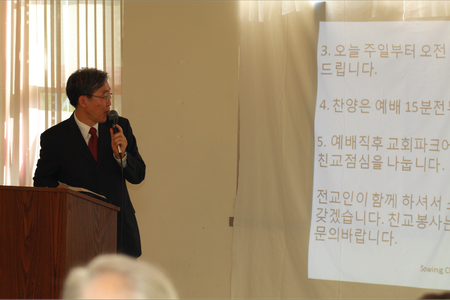 3. 오늘 주일부터 오전
드립니다.
4. 찬양은 예배 15분전
5. 예배직후 교회파크에
친교점심을 나눕니다.
전교인이 함께 하셔서
갖겠습니다. 친교봉사는
문의바랍니다.
Sowing